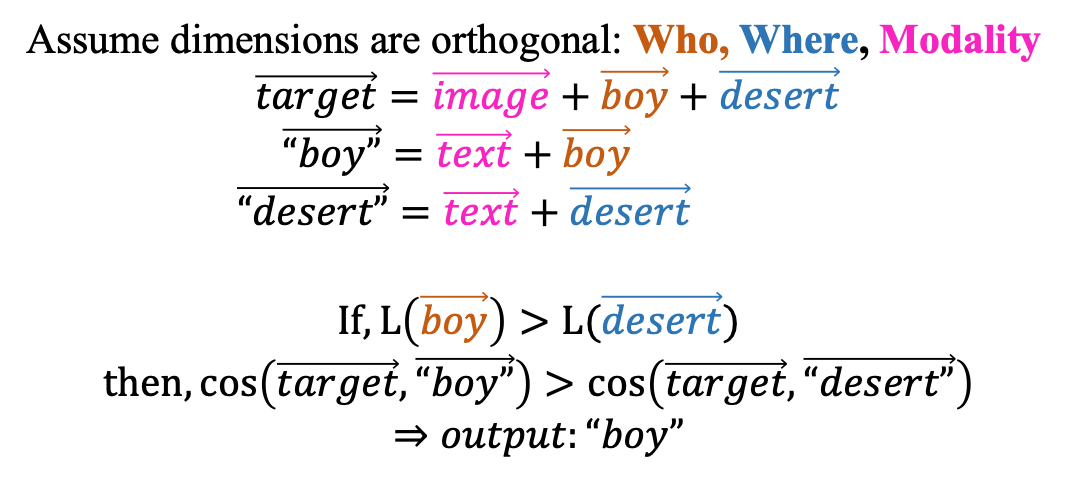 Assume dimensions are orthogonal: Who, Where, Modality
target = image + boy + desert
“boy” = text + boy
“desert” = text + desert
If, L(boy) > L(desert)
then, cos(target, “boy”) > cos(target, “desert”)
⇒ output: “boy”